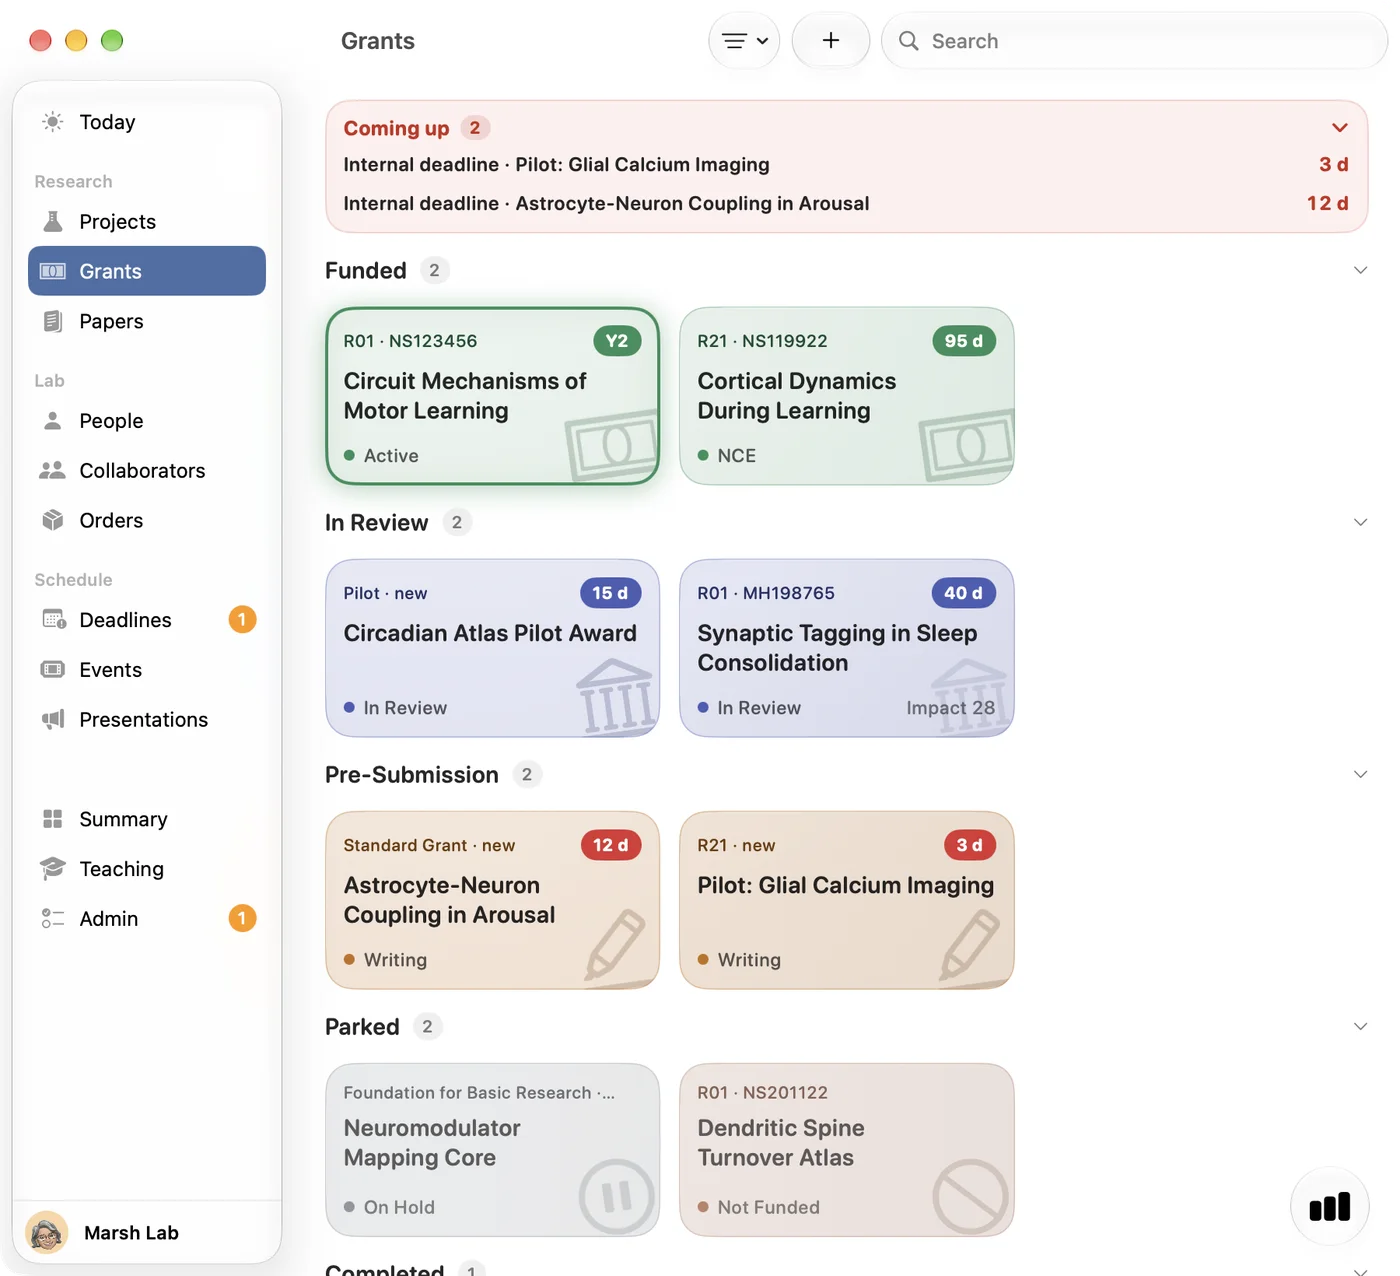 Grants
Search
Today
Research
Projects
Grants
Papers
Lab
People
Collaborators
Orders
Schedule
Deadlines 1
Events
Presentations
Summary
Teaching
Admin 1
Marsh Lab
Coming up 2
Internal deadline · Pilot: Glial Calcium Imaging 3 d
Internal deadline · Astrocyte-Neuron Coupling in Arousal 12 d
Funded 2
R01 · NS123456 Y2
Circuit Mechanisms of
Motor Learning
Active
R21 · NS119922 95 d
Cortical Dynamics
During Learning
NCE
In Review 2
Pilot · new 15 d
Circadian Atlas Pilot Award
In Review
R01 · MH198765 40 d
Synaptic Tagging in Sleep
Consolidation
In Review Impact 28
Pre-Submission 2
Standard Grant · new 12 d
Astrocyte-Neuron
Coupling in Arousal
Writing
R21 · new 3 d
Pilot: Glial Calcium Imaging
Writing
Parked 2
Foundation for Basic Research ·...
Neuromodulator
Mapping Core
On Hold
R01 · NS201122
Dendritic Spine
Turnover Atlas
Not Funded
Completed 1